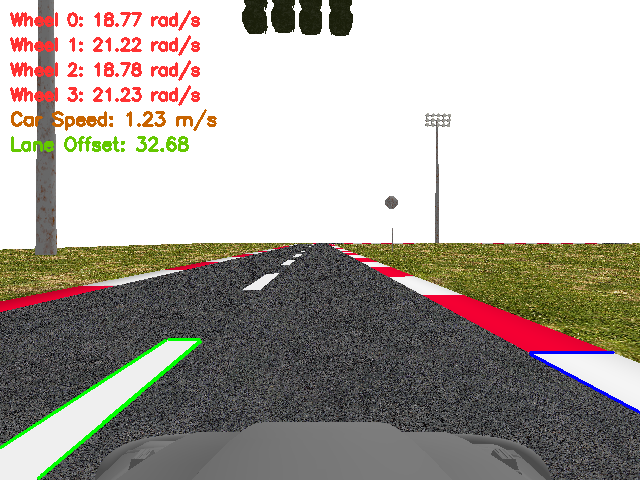 Wheel 0: 18.77 rad/s
Wheel 1: 21.22 rad/s
Wheel 2: 18.78 rad/s
Wheel 3: 21.23 rad/s
Car Speed: 1.23 m/s
Lane Offset: 32.68